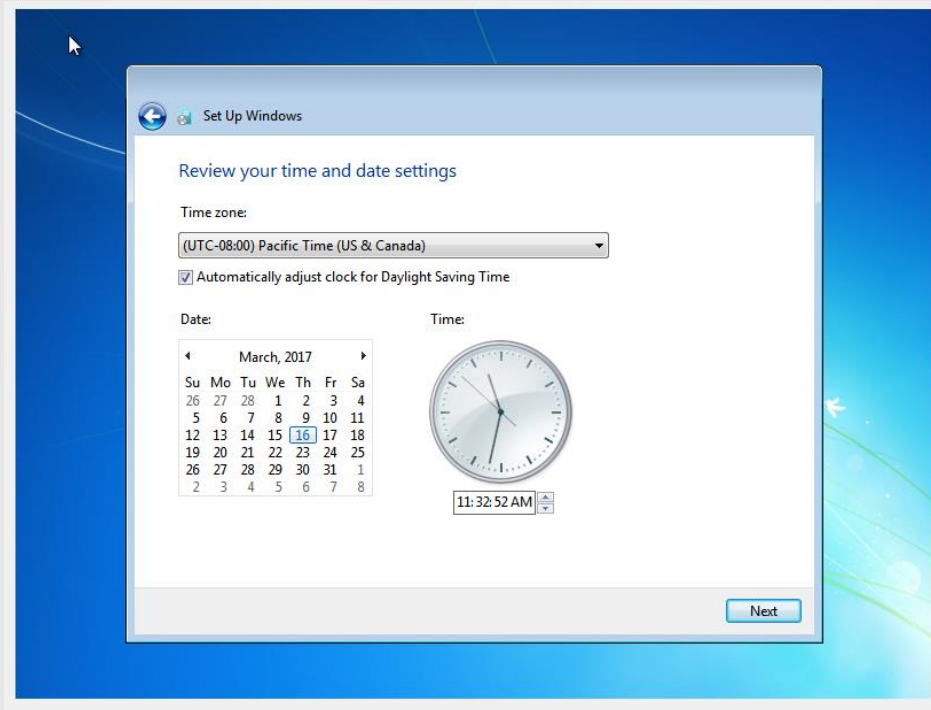 Set Up Windows
Review your time and date settings
Time zone:
(UTC-08:00) Pacific Time (US & Canada)
Automatically adjust clock for Daylight Saving Time
Date:
Time:
March, 2017
Su Mo Tu We Th Fr Sa
26 27 28 1 2 3 4
5 6 7 8 9 10 11
12 13 14 15 16 17 18
19 20 21 22 23 24 25
26 27 28 29 30 31 1
2 3 4 5 6 7 8
11:32:52 AM
Next